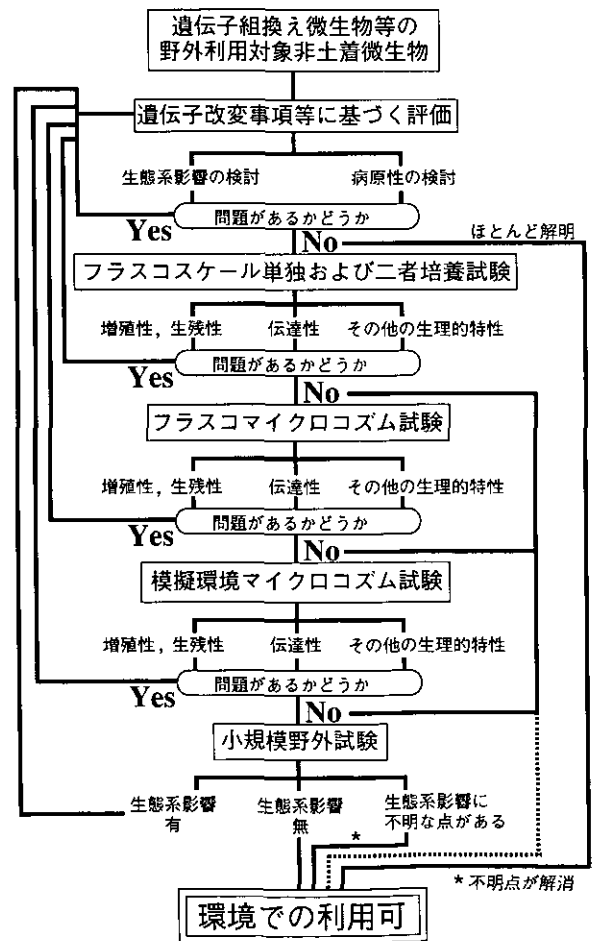 遺伝子組換え微生物等の
野外利用対象非土着微生物
遺伝子改変事項等に基づく評価
生態系影響の検討
病原性の検討
問題があるかどうか
Yes
No
ほとんど解明
フラスコスケール単独および二者培養試験
増殖性，生残性
伝達性
その他の生理的特性
問題があるかどうか
Yes
No
フラスコマイクロコズム試験
増殖性，生残性
伝達性
その他の生理的特性
問題があるかどうか
Yes
No
模擬環境マイクロコズム試験
増殖性，生残性
伝達性
その他の生理的特性
問題があるかどうか
Yes
No
小規模野外試験
生態系影響
有
生態系影響
無
生態系影響に
不明な点がある
*
* 不明点が解消
環境での利用可